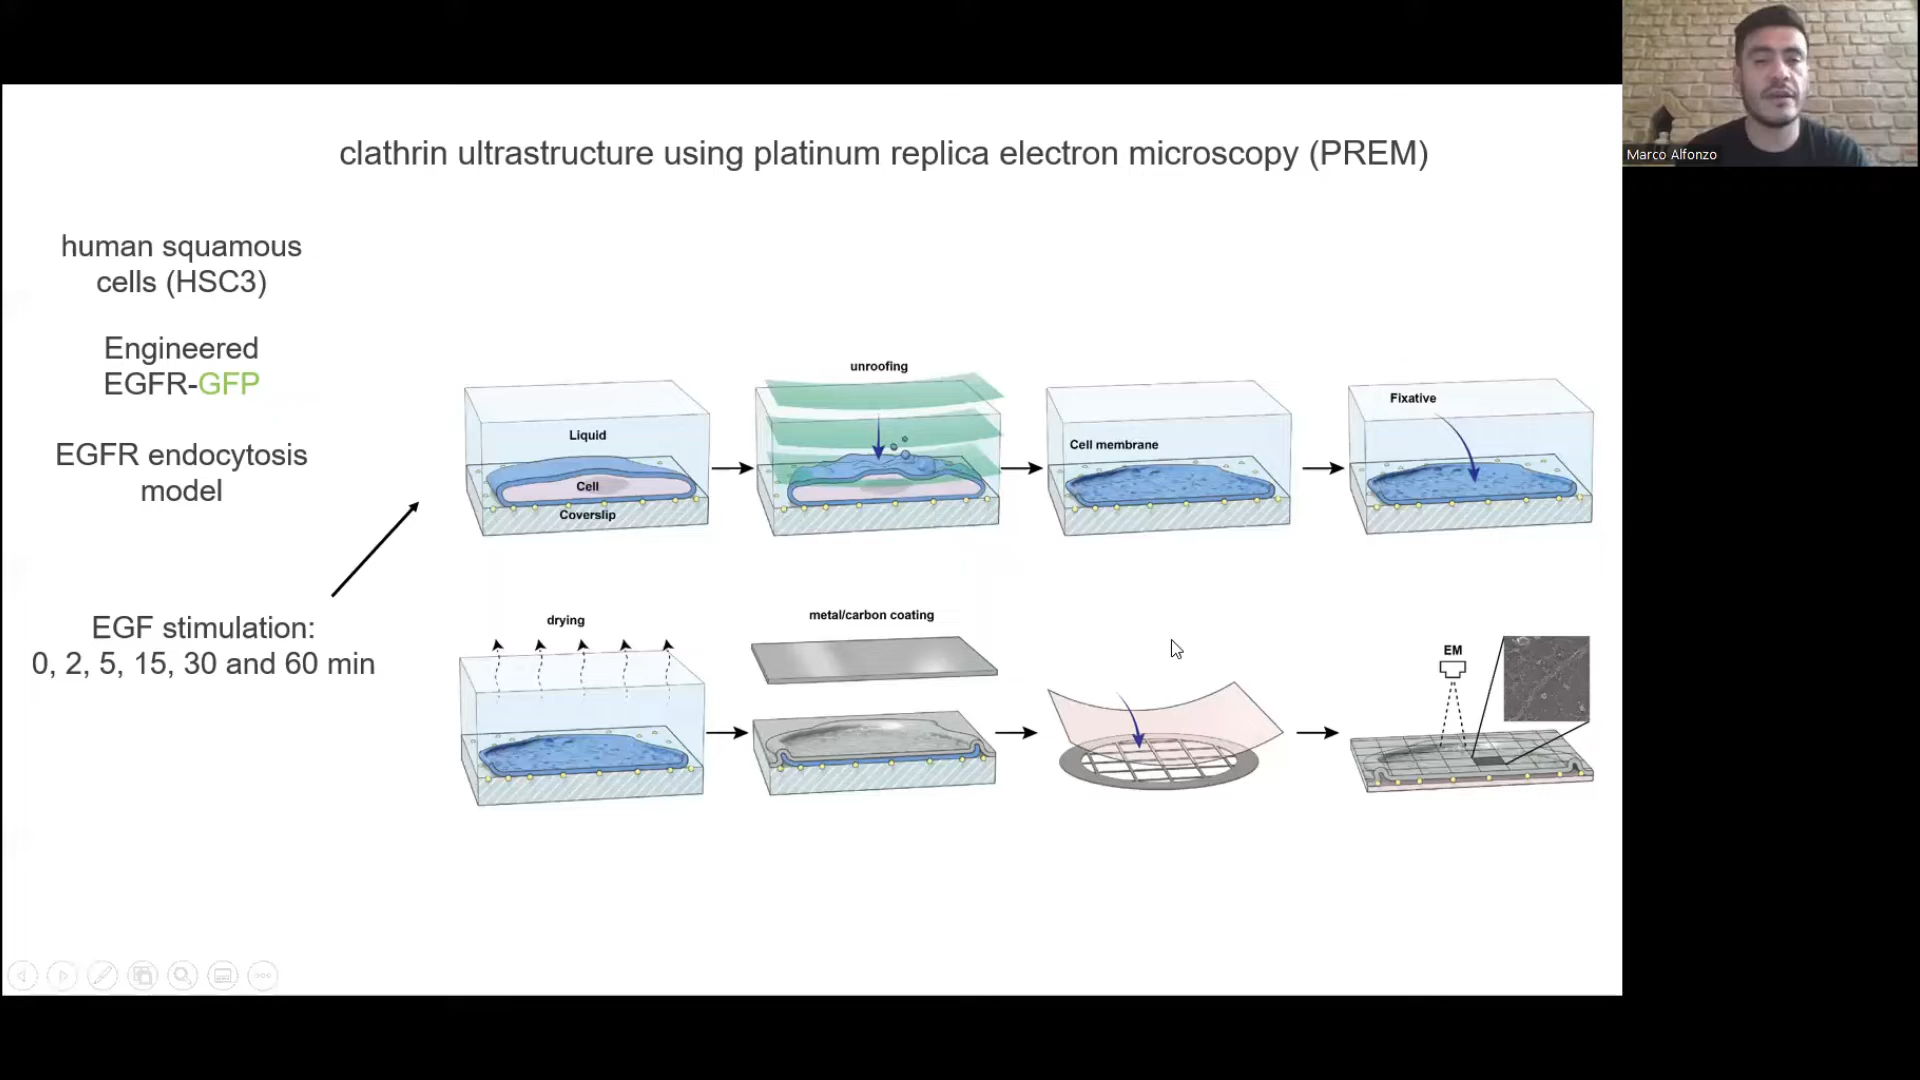 clathrin ultrastructure using platinum replica electron microscopy (PREM)
Marco Alfonzo
human squamous
cells (HSC3)
Engineered
EGFR-GFP
EGFR endocytosis
model
EGF stimulation:
0, 2, 5, 15, 30 and 60 min
Liquid
Cell
Coverslip
unroofing
Cell membrane
Fixative
drying
metal/carbon coating
EM